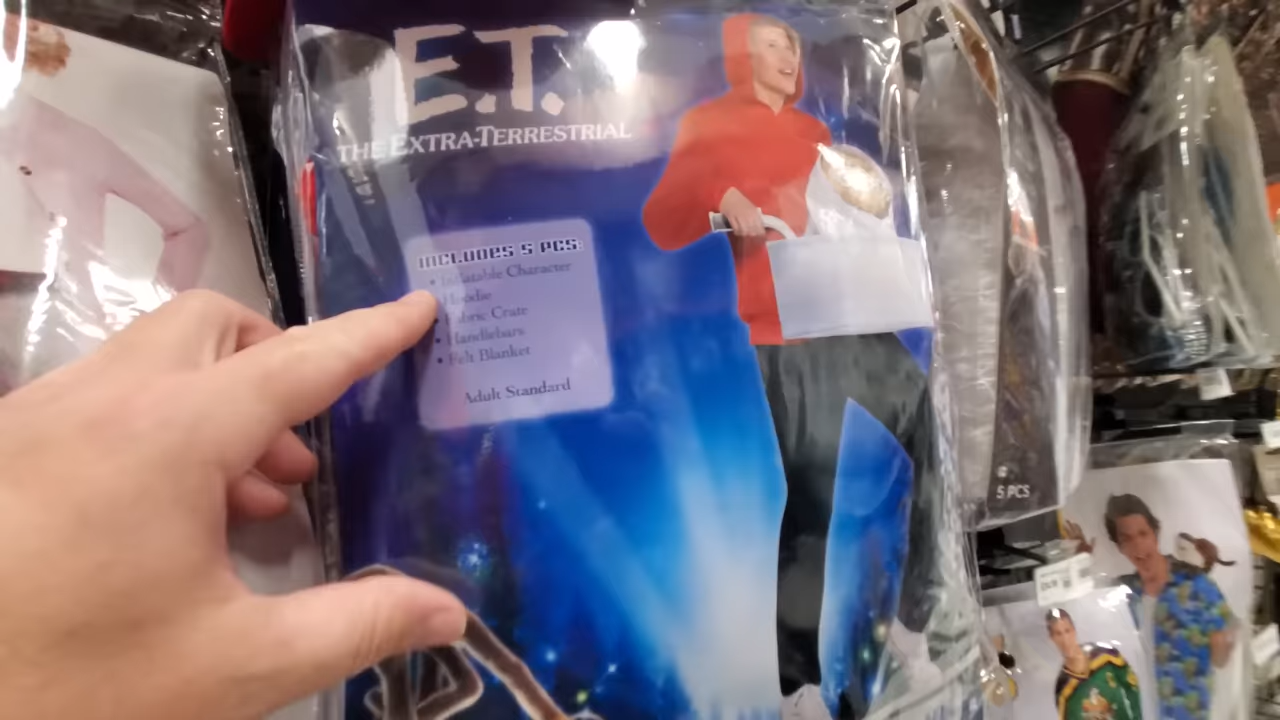 E.T.
THE EXTRA-TERRESTRIAL
INCLUDES 5 PCS:
• Inflatable Character
Hoodie
Fabric Crate
• Handlebars
• Felt Blanket
Adult Standard
5 PCS